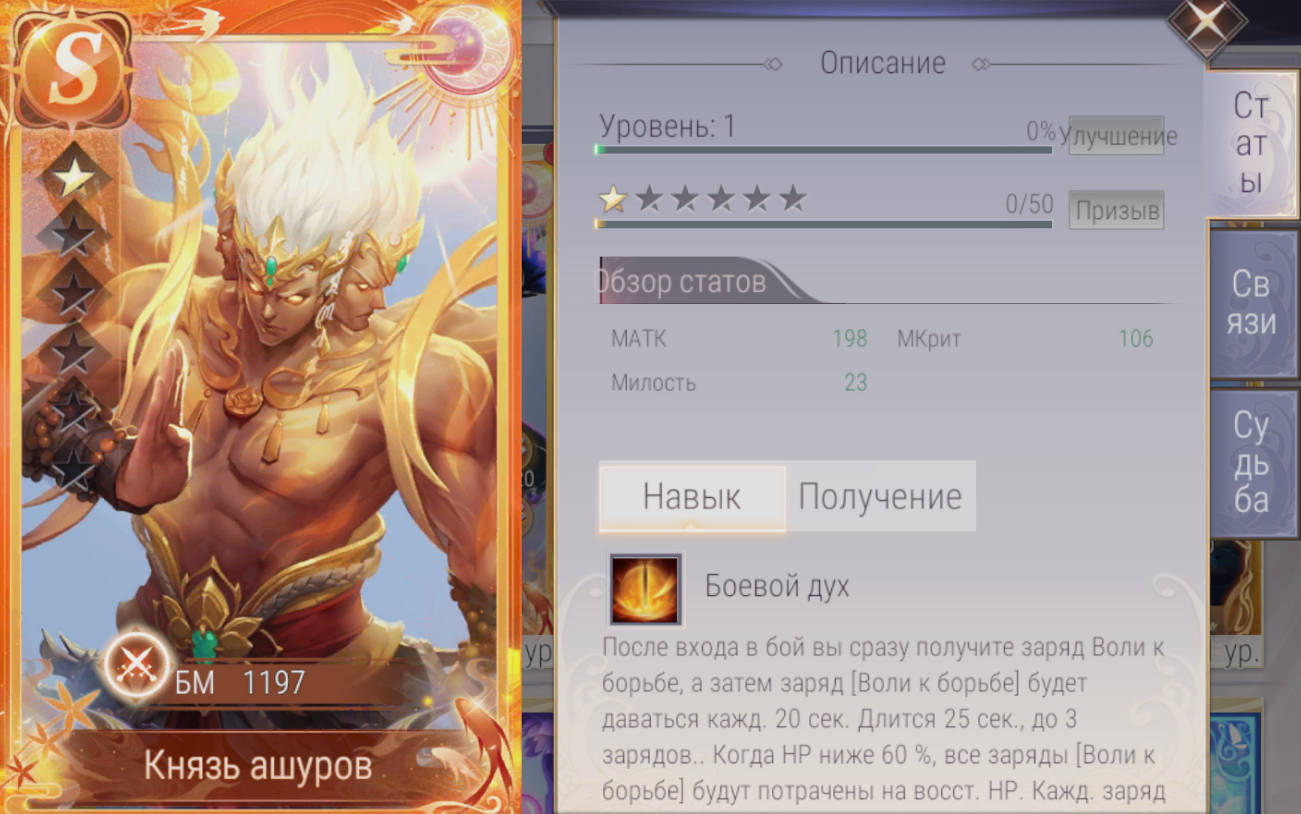 S
БМ 1197
Князь ашуров
Описание
Уровень: 1
0%
Улучшение
0/50
Призыв
Обзор статов
МАТК 198 МКрит 106
Милость 23
Навык
Получение
Боевой дух
После входа в бой вы сразу получите заряд Воли к
борьбе, а затем заряд [Воли к борьбе] будет
даваться кажд. 20 сек. Длится 25 сек., до 3
зарядов.. Когда HP ниже 60 %, все заряды [Воли к
борьбе] будут потрачены на восст. HP. Кажд. заряд
Ст
ат
ы
Св
язи
Су
дь
ба
ур
ур.